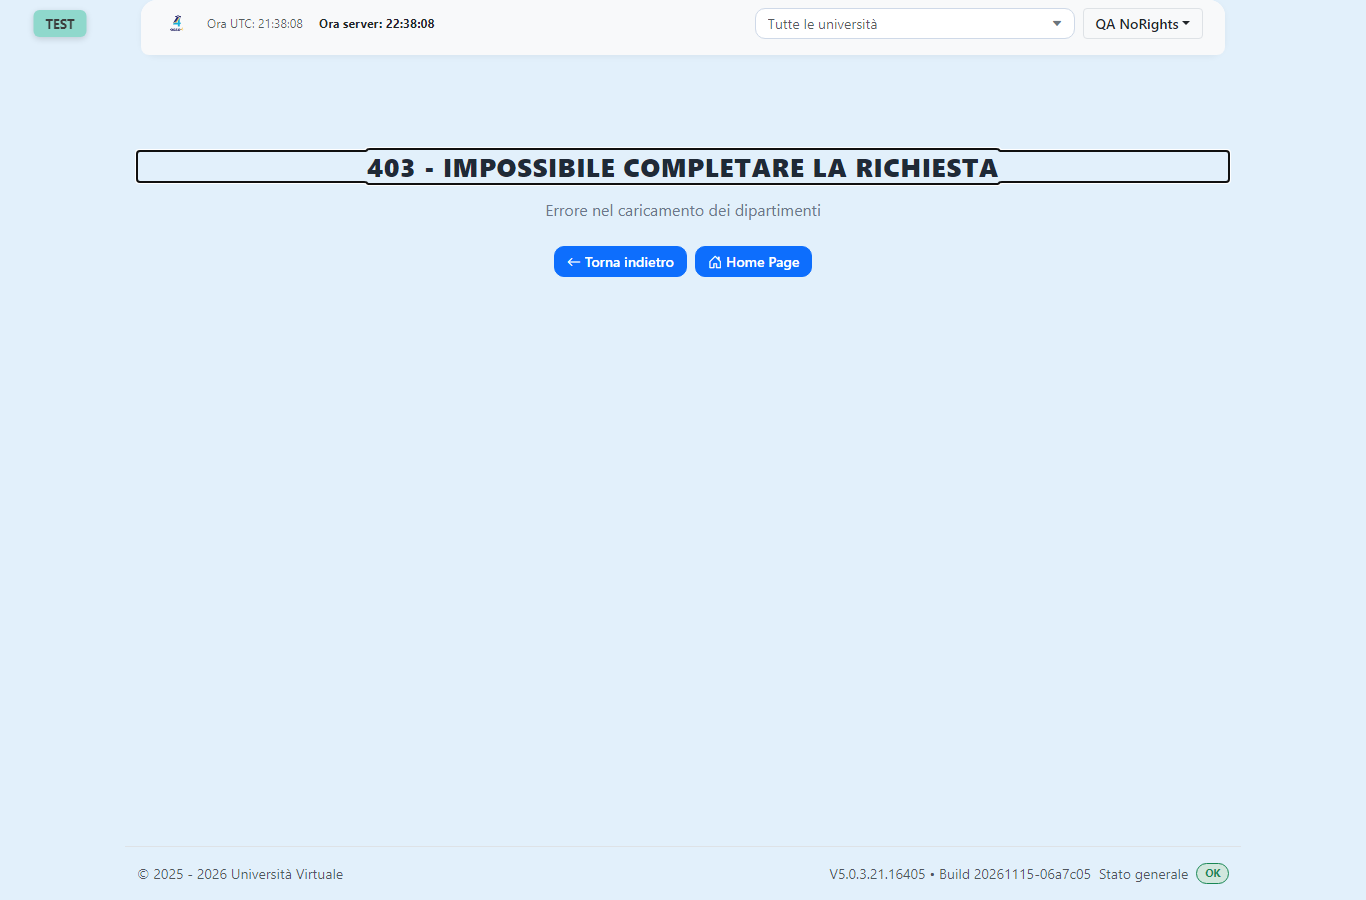 TEST
Ora UTC: 21:38:08 Ora server: 22:38:08 Tutte le università QA NoRights
403 - IMPOSSIBILE COMPLETARE LA RICHIESTA
Errore nel caricamento dei dipartimenti
Torna indietro Home Page
© 2025 - 2026 Università Virtuale V5.0.3.21.16405 • Build 20261115-06a7c05 Stato generale OK